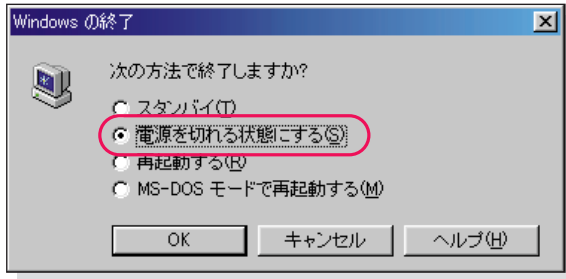 Windows の終了
次の方法で終了しますか?
スタンバイ(T)
電源を切れる状態にする(S)
再起動する(R)
MS-DOS モードで再起動する(M)
OK キャンセル ヘルプ(H)